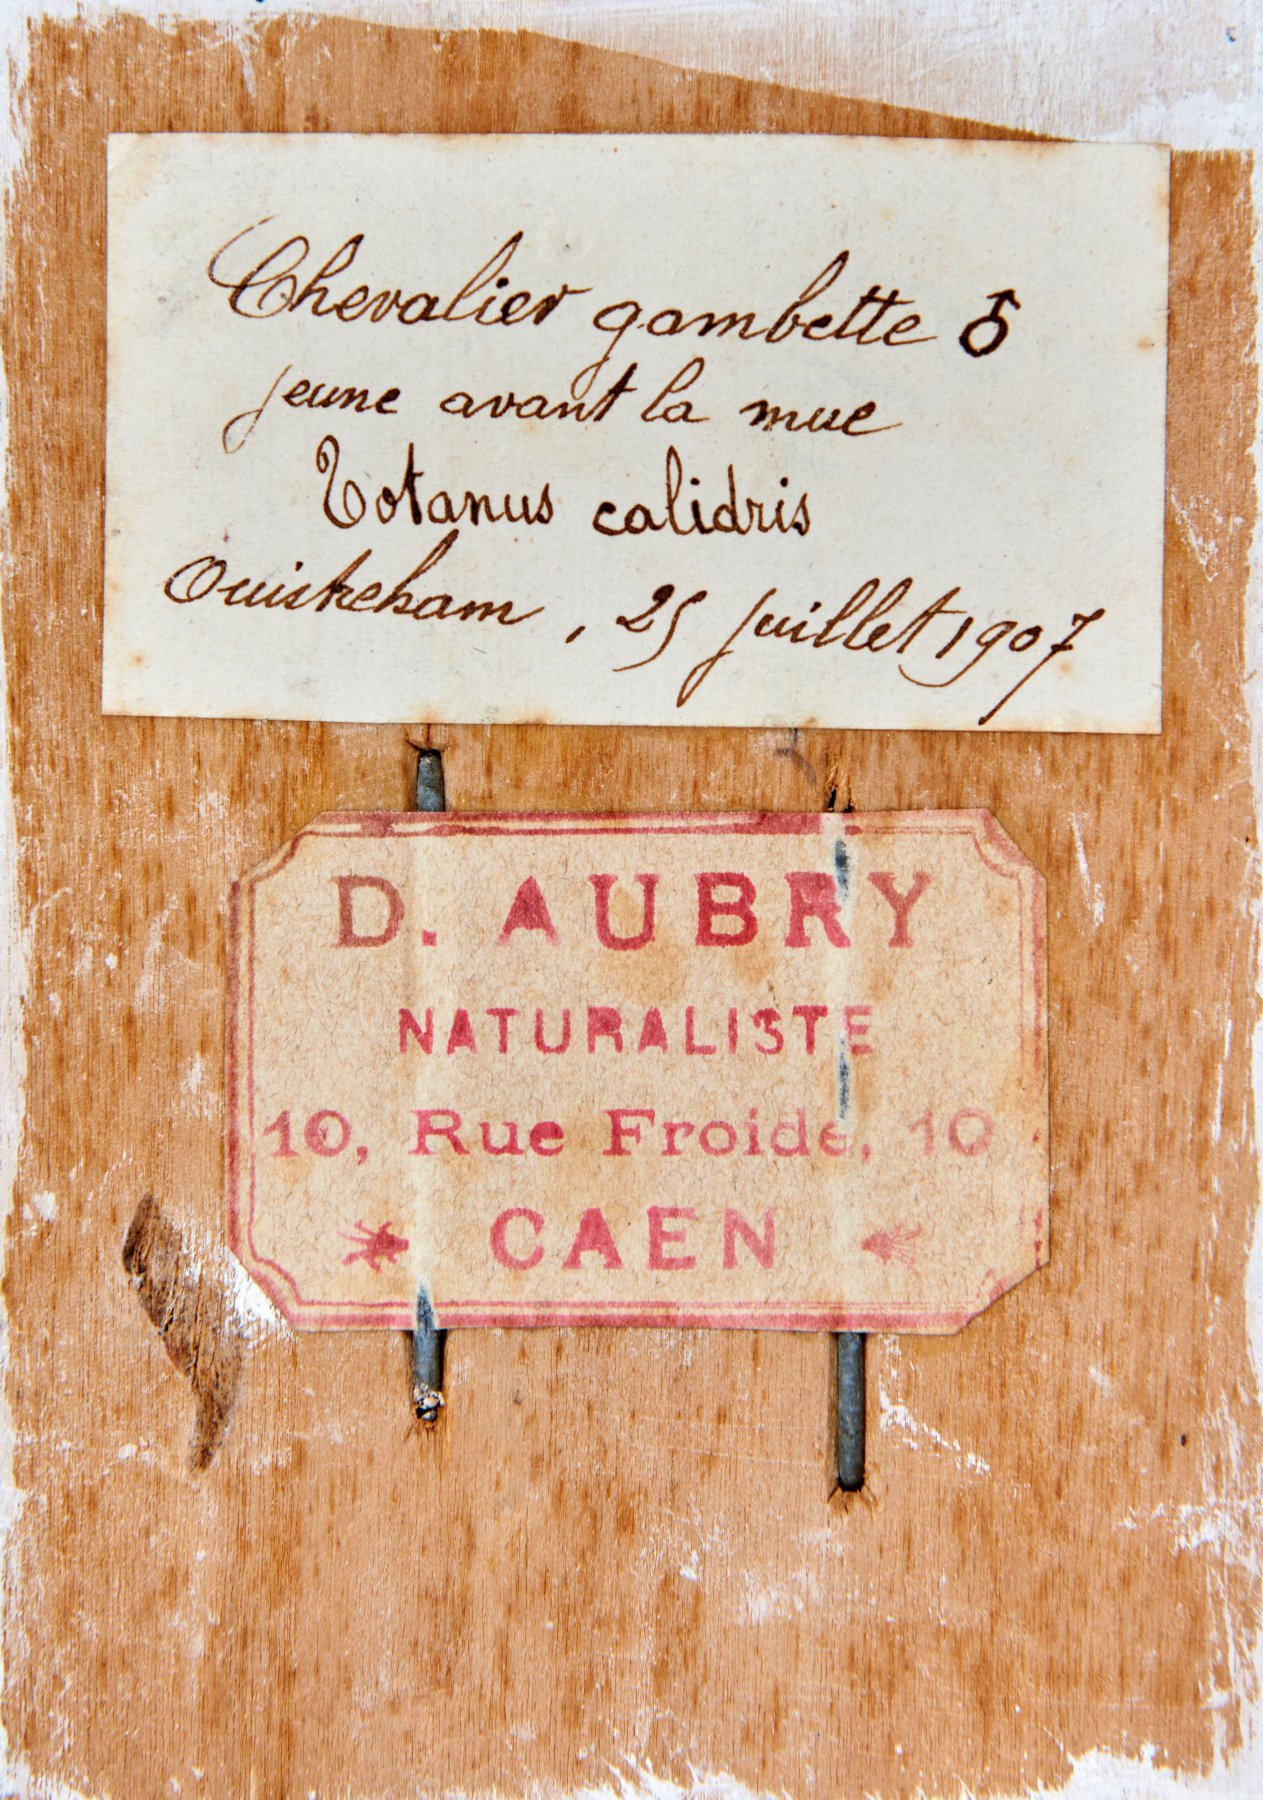 Chevalier gambette ♂
jeune avant la mue
Totanus calidris
Ouistreham, 25 juillet 1907
D. AUBRY
NATURALISTE
10, Rue Froide, 10
CAEN